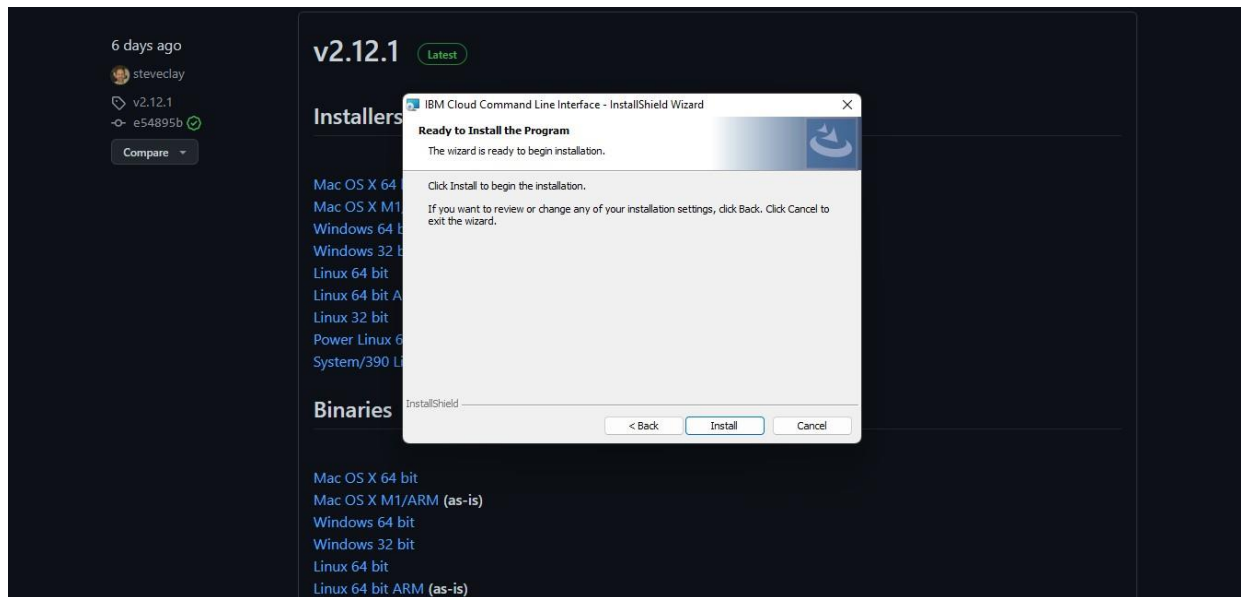 6 days ago
steveclay
v2.12.1
e54895b
Compare
v2.12.1 Latest
Installers
Mac OS X 64
Mac OS X M1
Windows 64
Windows 32
Linux 64 bit
Linux 64 bit A
Linux 32 bit
Power Linux 6
System/390 Li
Binaries
Mac OS X 64 bit
Mac OS X M1/ARM (as-is)
Windows 64 bit
Windows 32 bit
Linux 64 bit
Linux 64 bit ARM (as-is)
IBM Cloud Command Line Interface - InstallShield Wizard
Ready to Install the Program
The wizard is ready to begin installation.
Click Install to begin the installation.
If you want to review or change any of your installation settings, click Back. Click Cancel to
exit the wizard.
InstallShield
< Back Install Cancel